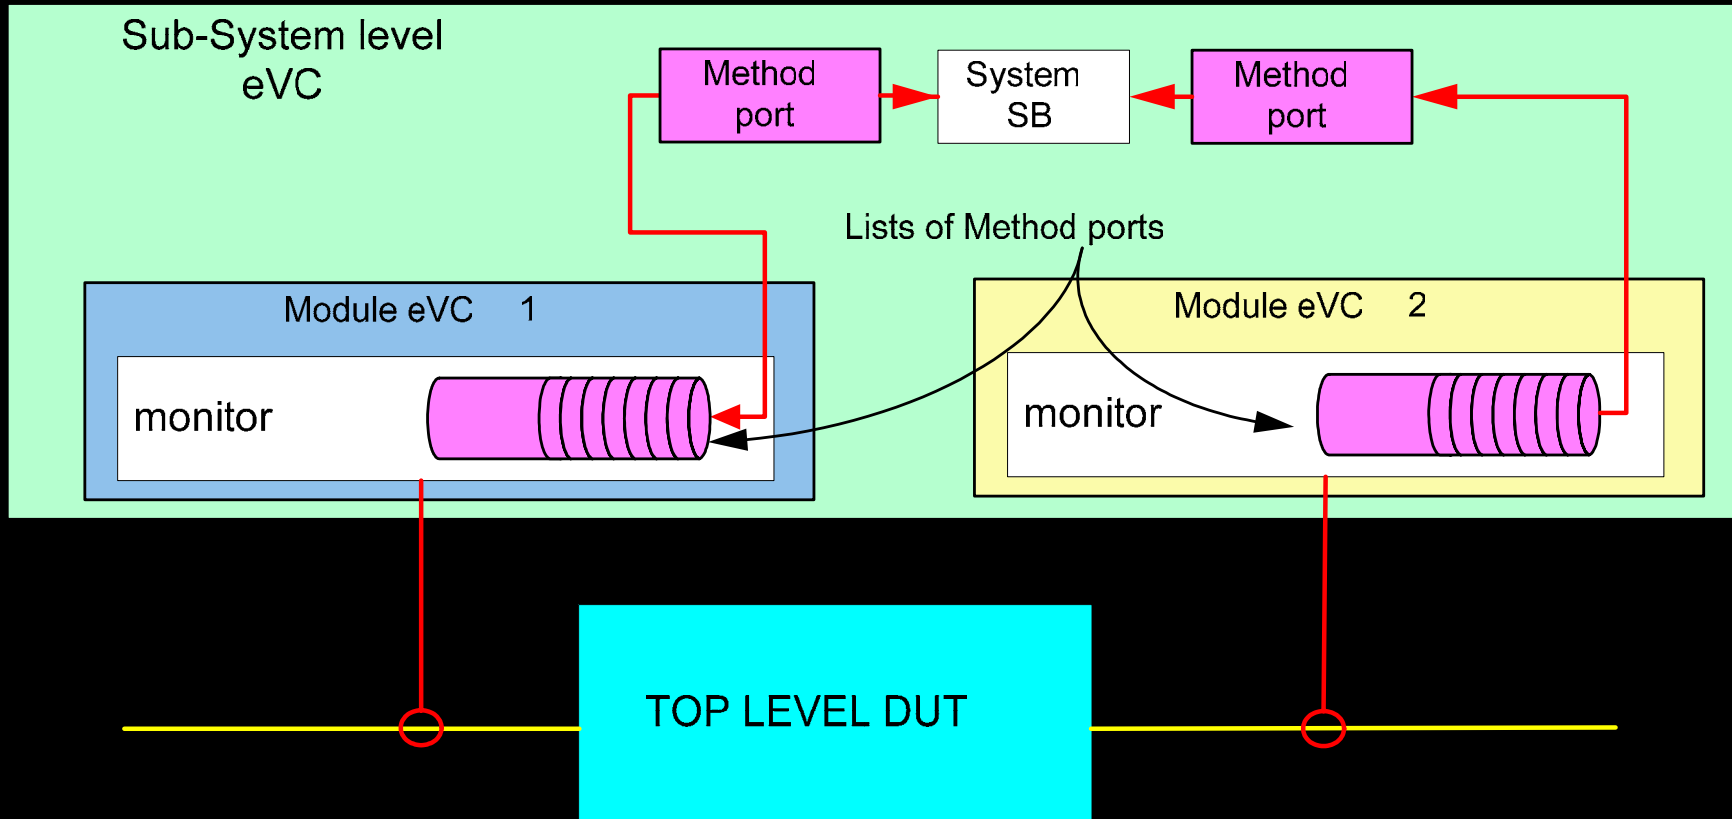 Sub-System level
eVC
Method
port
System
SB
Method
port
Lists of Method ports
Module eVC 1
Module eVC 2
monitor
monitor
TOP LEVEL DUT